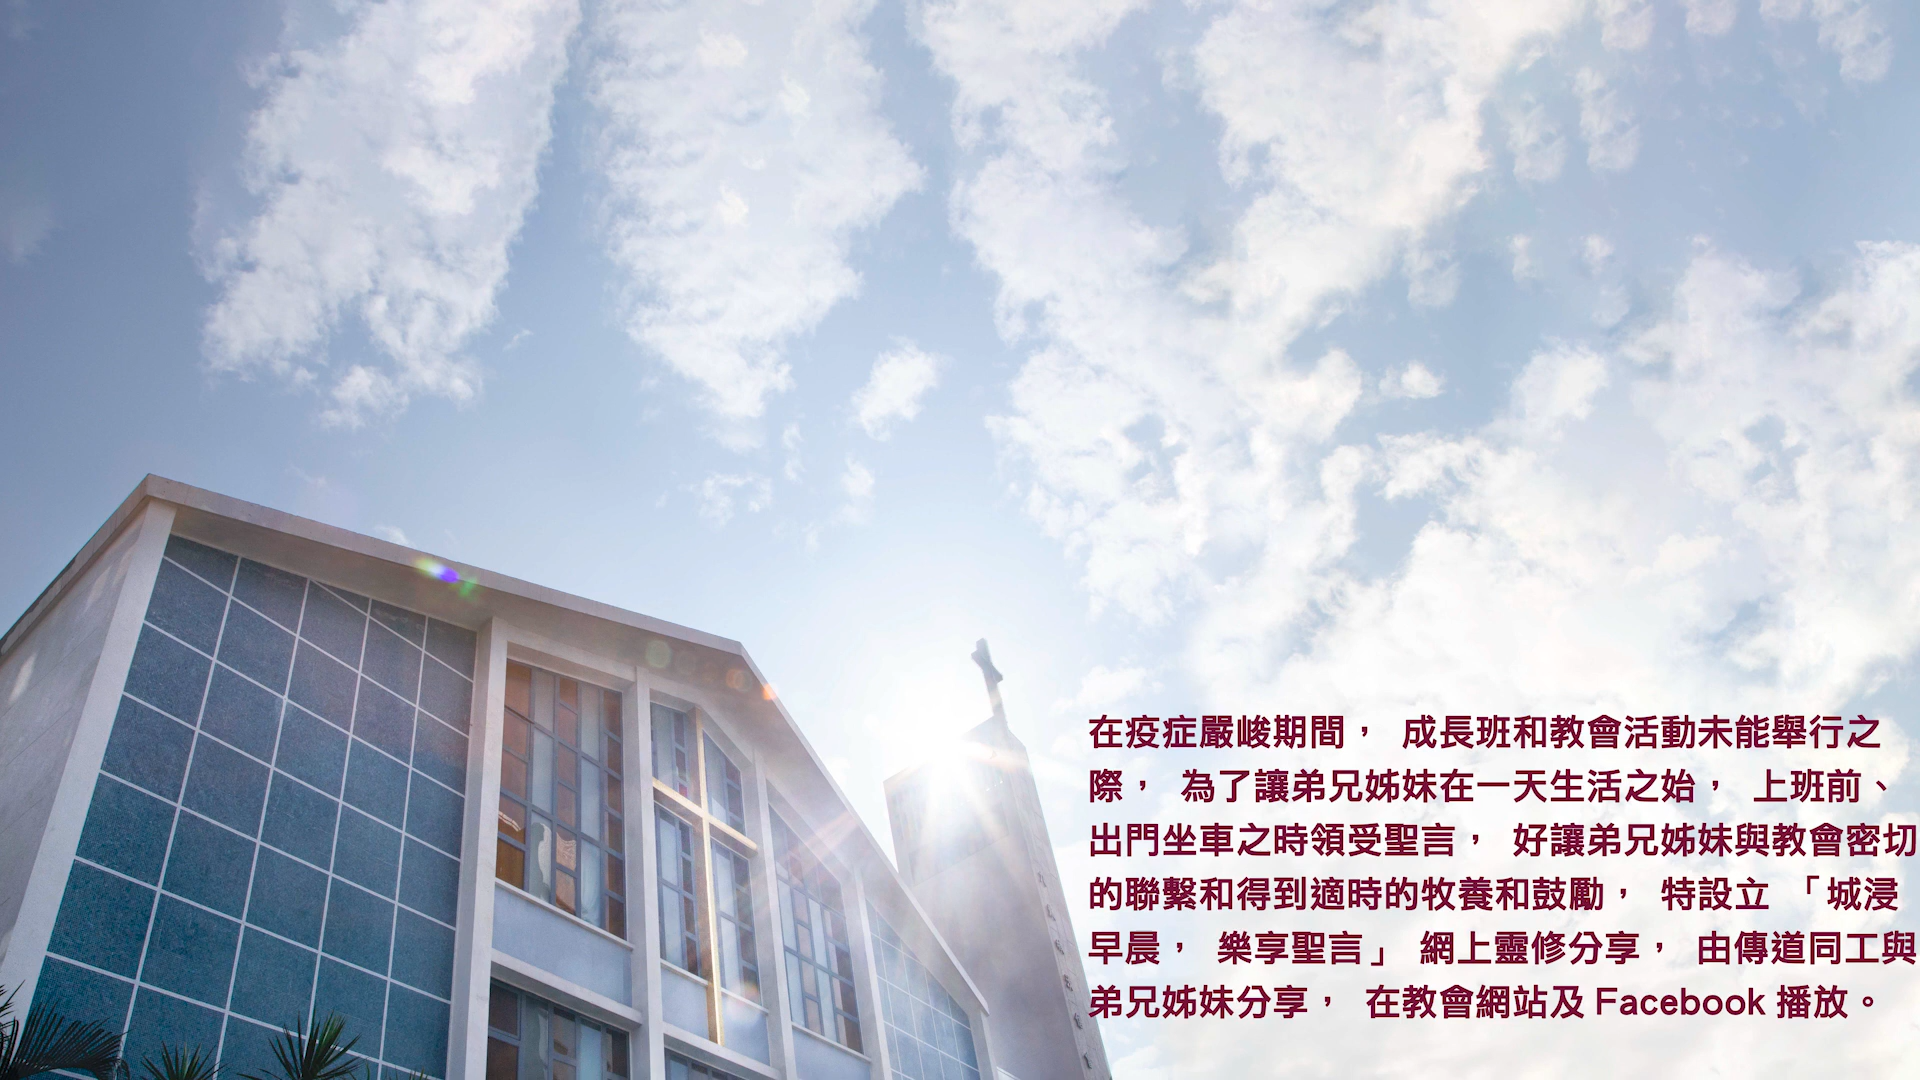 在疫症嚴峻期間， 成長班和教會活動未能舉行之
際， 為了讓弟兄姊妹在一天生活之始， 上班前、
出門坐車之時領受聖言， 好讓弟兄姊妹與教會密切
的聯繫和得到適時的牧養和鼓勵， 特設立 「城浸
早晨， 樂享聖言」 網上靈修分享， 由傳道同工與
弟兄姊妹分享， 在教會網站及 Facebook 播放。